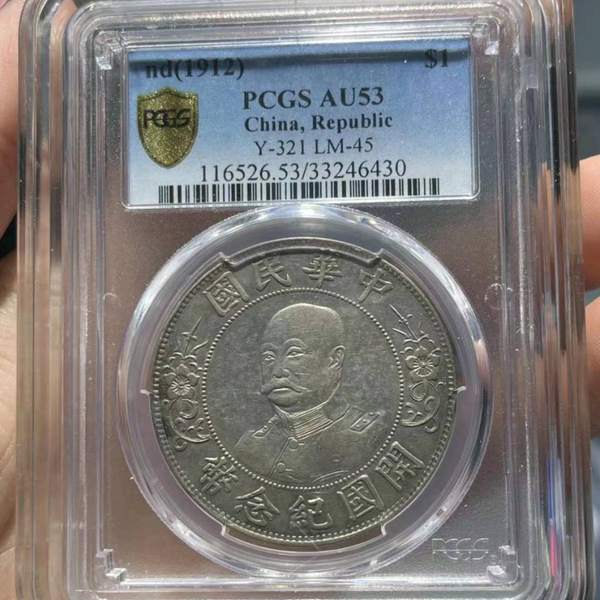 nd(1912) $1
PCGS PCGS AU53
China, Republic
Y-321 LM-45
116526.53/33246430
中華民國
開國紀念幣
PCGS